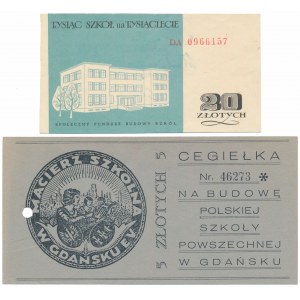 TYSIĄC SZKÓŁ na TYSIĄCLECIE
DA 0966157
SPOŁECZNY FUNDUSZ BUDOWY SZKÓŁ
20
ZŁOTYCH
MACIERZ SZKOLNA
W GDAŃSKU E.V.
5 ZŁOTYCH 5
CEGIEŁKA
Nr. 46273 *
NA BUDOWĘ
POLSKIEJ
SZKOŁY
POWSZECHNEJ
W GDAŃSKU